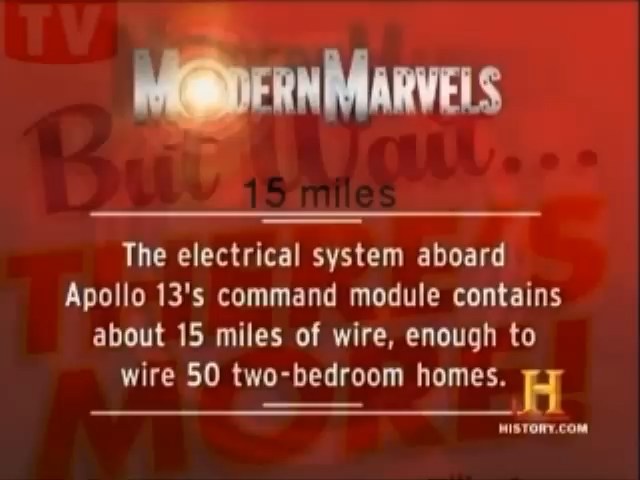 TV
MODERN MARVELS
But Wait...
15 miles
THERE'S
The electrical system aboard
Apollo 13's command module contains
about 15 miles of wire, enough to
wire 50 two-bedroom homes.
MORE!
H
HISTORY.COM